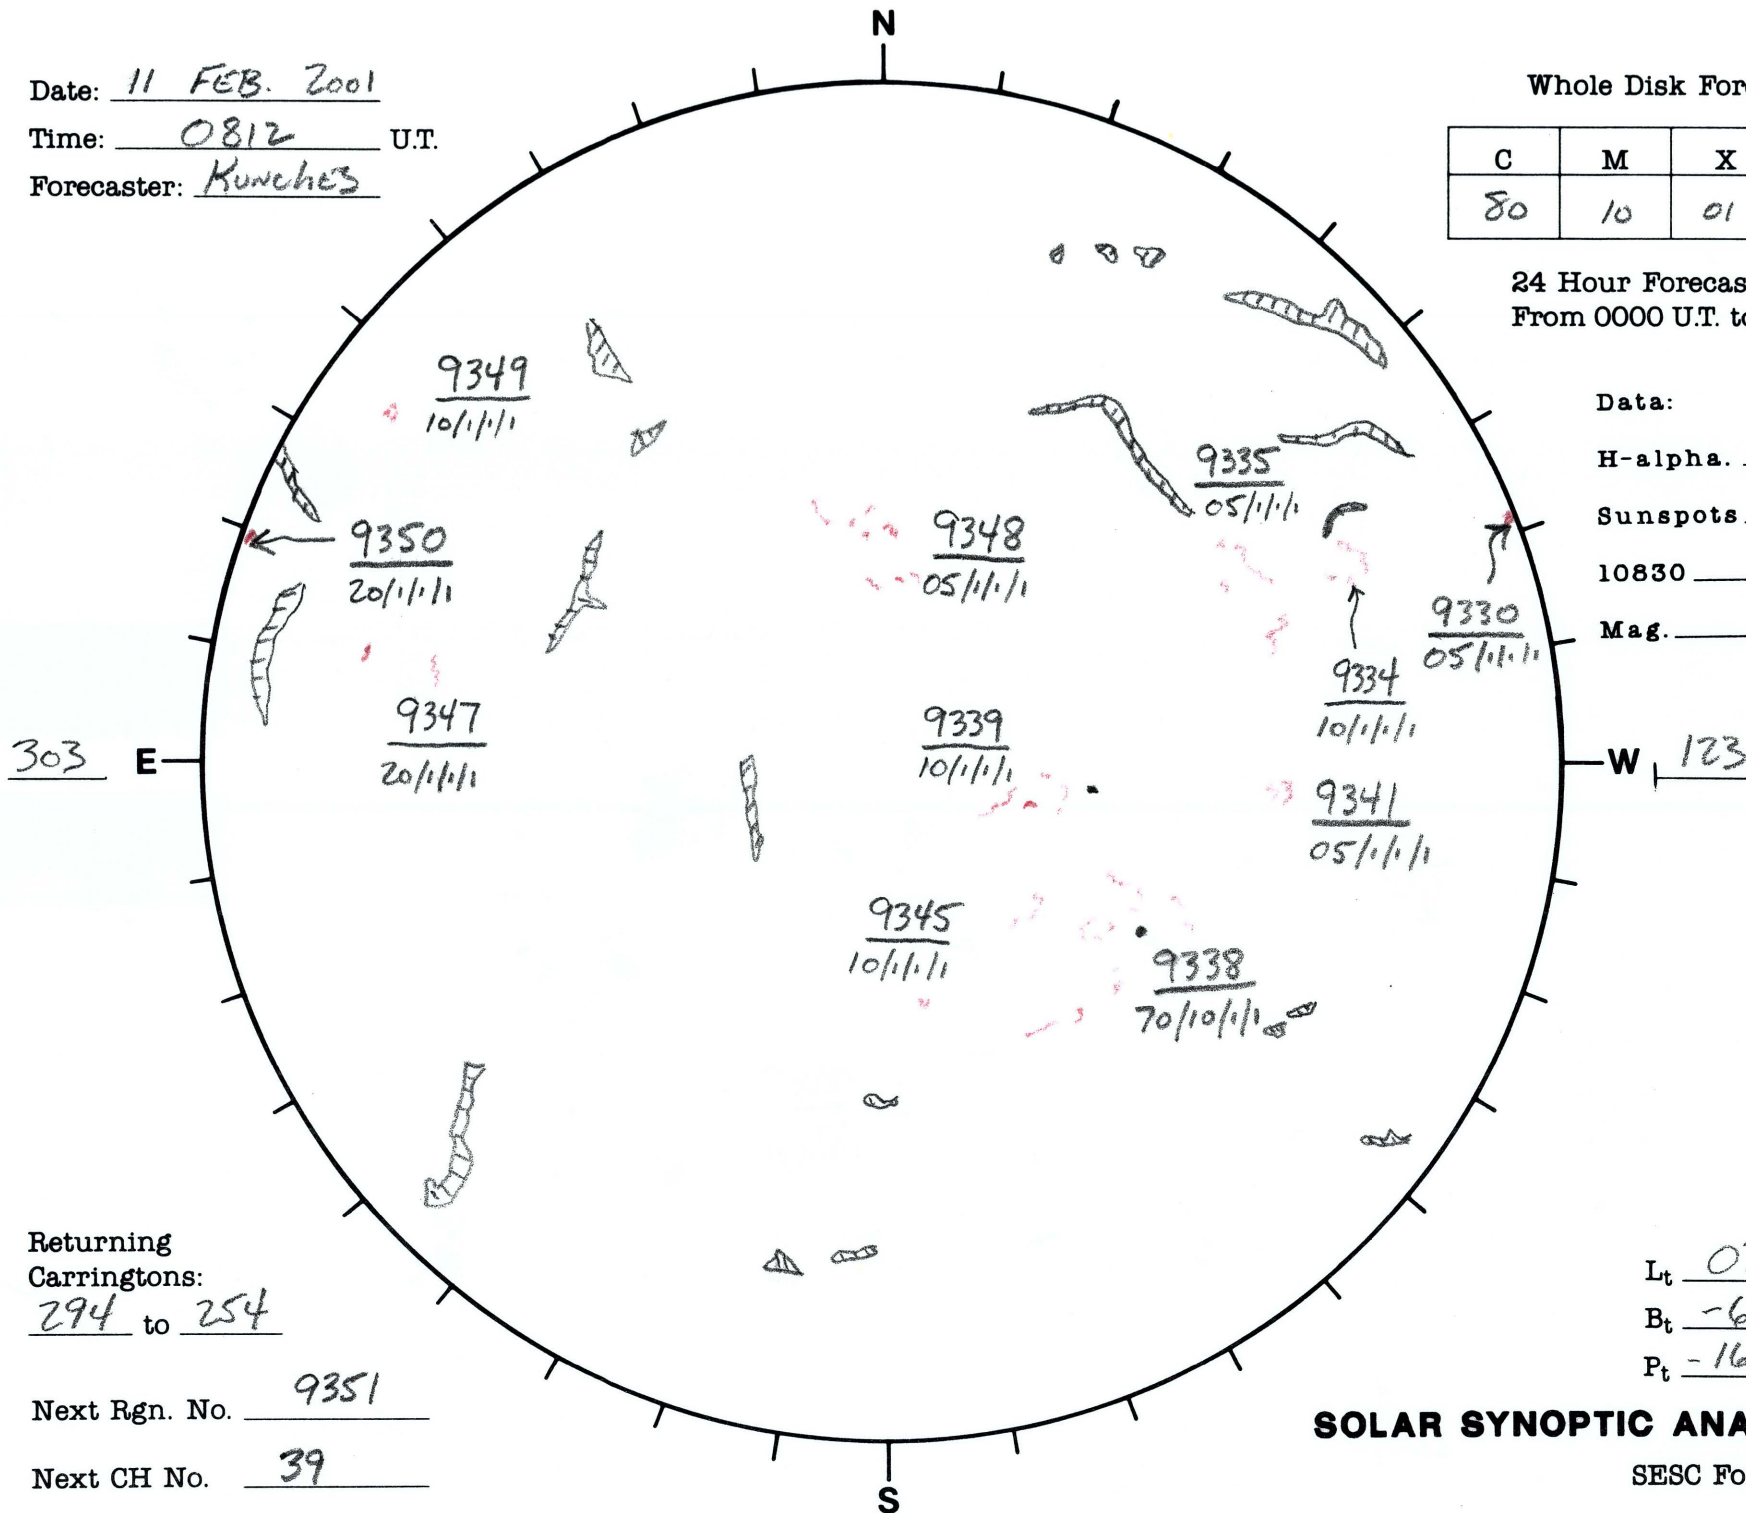 N
Date: 11 FEB. 2001
Time: 0812 U.T.
Forecaster: Kunches
Whole Disk For
C M X
80 10 01
24 Hour Forecas
From 0000 U.T. to
Data:
H-alpha.
Sunspots.
10830
Mag.
9349
10/1/1/1
9335
05/1/1/1
9350
20/1/1/1
9348
05/1/1/1
9330
05/1/1/1
9334
10/1/1/1
9347
20/1/1/1
9339
10/1/1/1
303 E
W 123
9341
05/1/1/1
9345
10/1/1/1
9338
70/10/1/1
Returning
Carringtons:
294 to 254
Next Rgn. No. 9351
Next CH No. 39
Lt 0
Bt -6
Pt -16
SOLAR SYNOPTIC ANA
SESC Fo
S